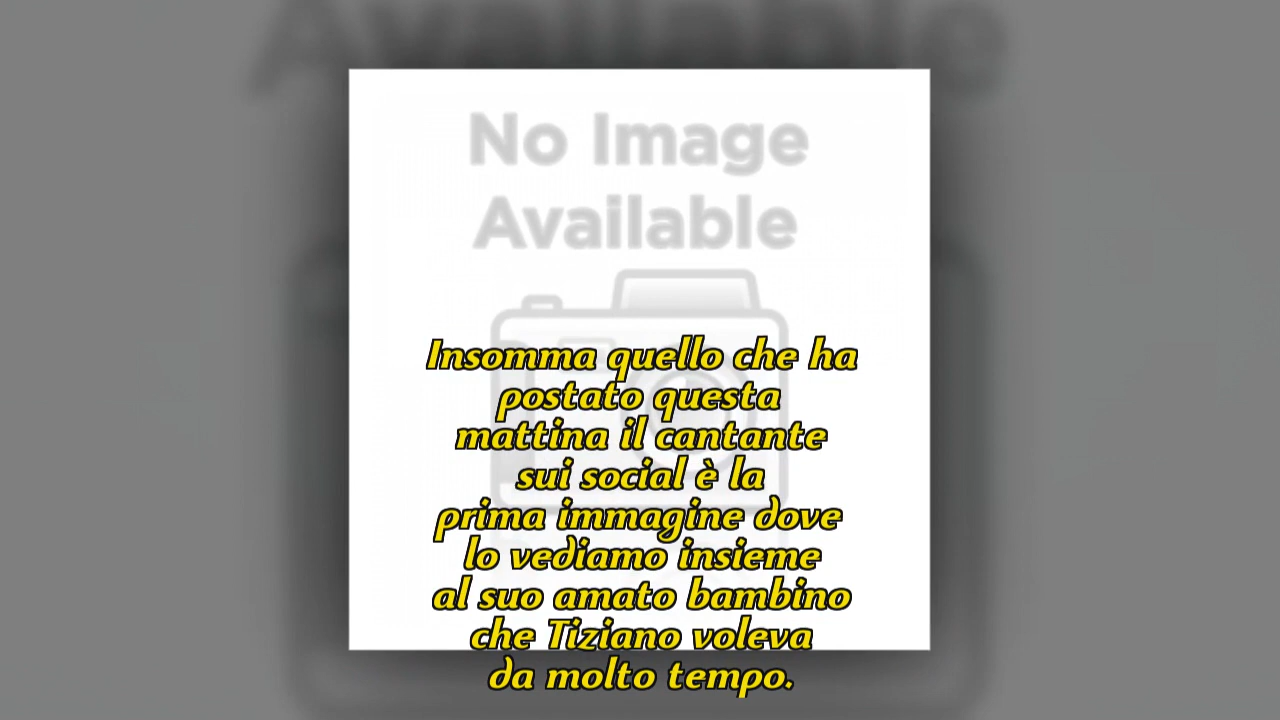 Available
No Image
Available
Insomma quello che ha
postato questa
mattina il cantante
sui social è la
prima immagine dove
lo vediamo insieme
al suo amato bambino
che Tiziano voleva
da molto tempo.